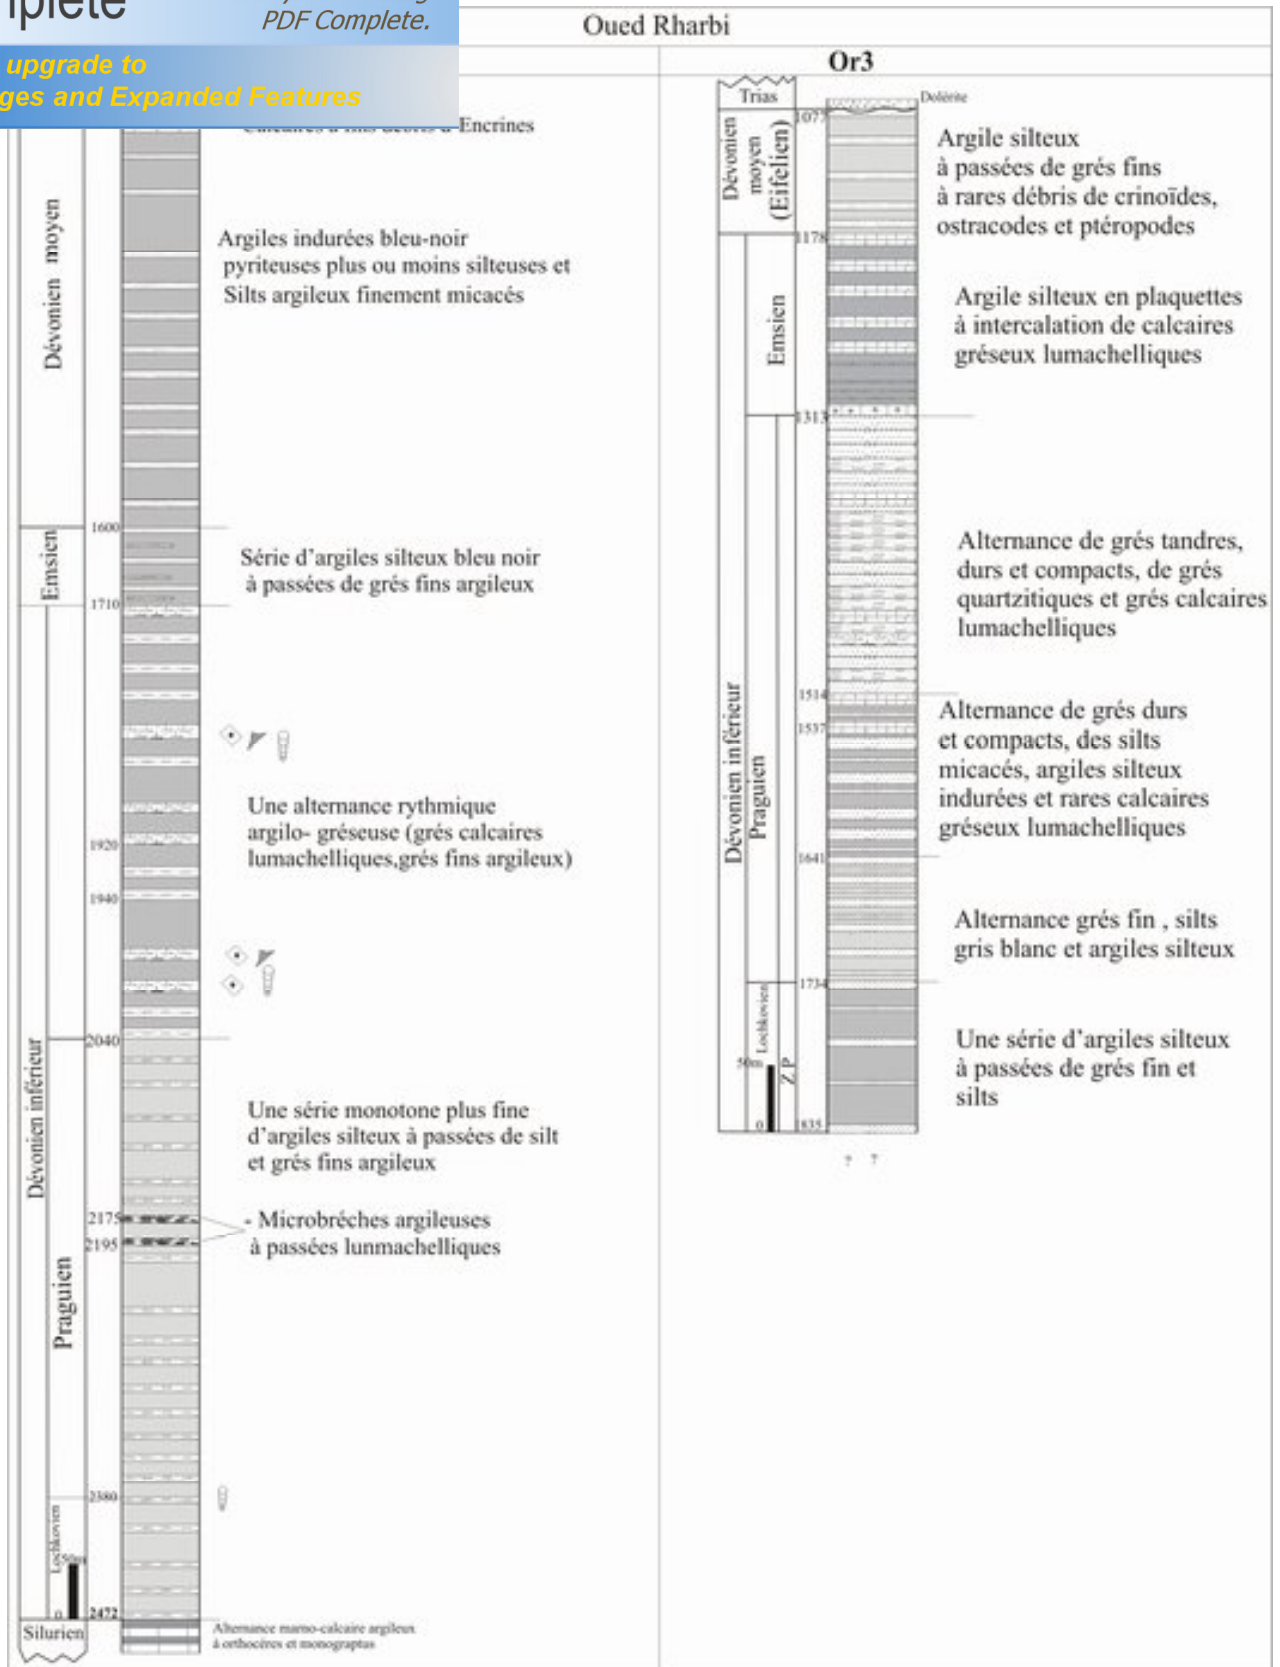 plete
PDF Complete.
upgrade to
ges and Expanded Features
Oued Rharbi
Encrines
Dévonien moyen
Argiles indurées bleu-noir
pyriteuses plus ou moins silteuses et
Silts argileux finement micacés
1600
Emsien
Série d'argiles silteux bleu noir
à passées de grés fins argileux
1710
Une alternance rythmique
argilo- gréseuse (grés calcaires
lumachelliques,grés fins argileux)
1920
1940
2040
Dévonien inférieur
Une série monotone plus fine
d'argiles silteux à passées de silt
et grés fins argileux
2175
- Microbréches argileuses
2195
à passées lunmachelliques
Praguien
2380
Lochkovien
50m
0
2472
Silurien
Alternance marno-calcaire argileux
à orthocères et monograptus
Or3
Trias
Dolérite
1077
Dévonien
moyen
(Eifelien)
Argile silteux
à passées de grés fins
à rares débris de crinoïdes,
ostracodes et ptéropodes
1178
Emsien
Argile silteux en plaquettes
à intercalation de calcaires
gréseux lumachelliques
1313
Alternance de grés tandres,
durs et compacts, de grés
quartzitiques et grés calcaires
lumachelliques
Dévonien inférieur
Praguien
1514
1537
Alternance de grés durs
et compacts, des silts
micacés, argiles silteux
indurées et rares calcaires
gréseux lumachelliques
1641
Alternance grés fin , silts
gris blanc et argiles silteux
1734
Lochkovien
Z P
50m
0
Une série d'argiles silteux
à passées de grés fin et
silts
835
? ?